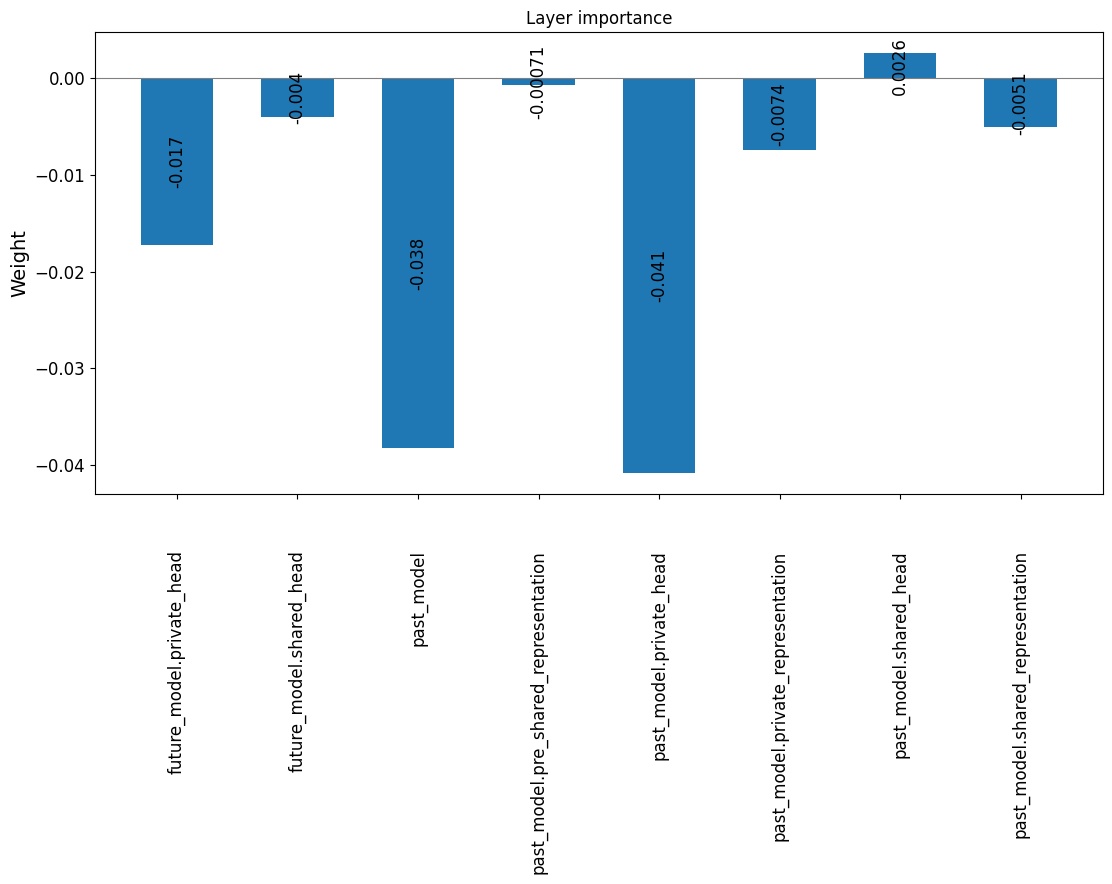 Layer importance
Weight
0.00
−0.01
−0.02
−0.03
−0.04
-0.017
-0.004
-0.038
-0.00071
-0.041
-0.0074
0.0026
-0.0051
future_model.private_head
future_model.shared_head
past_model
past_model.pre_shared_representation
past_model.private_head
past_model.private_representation
past_model.shared_head
past_model.shared_representation